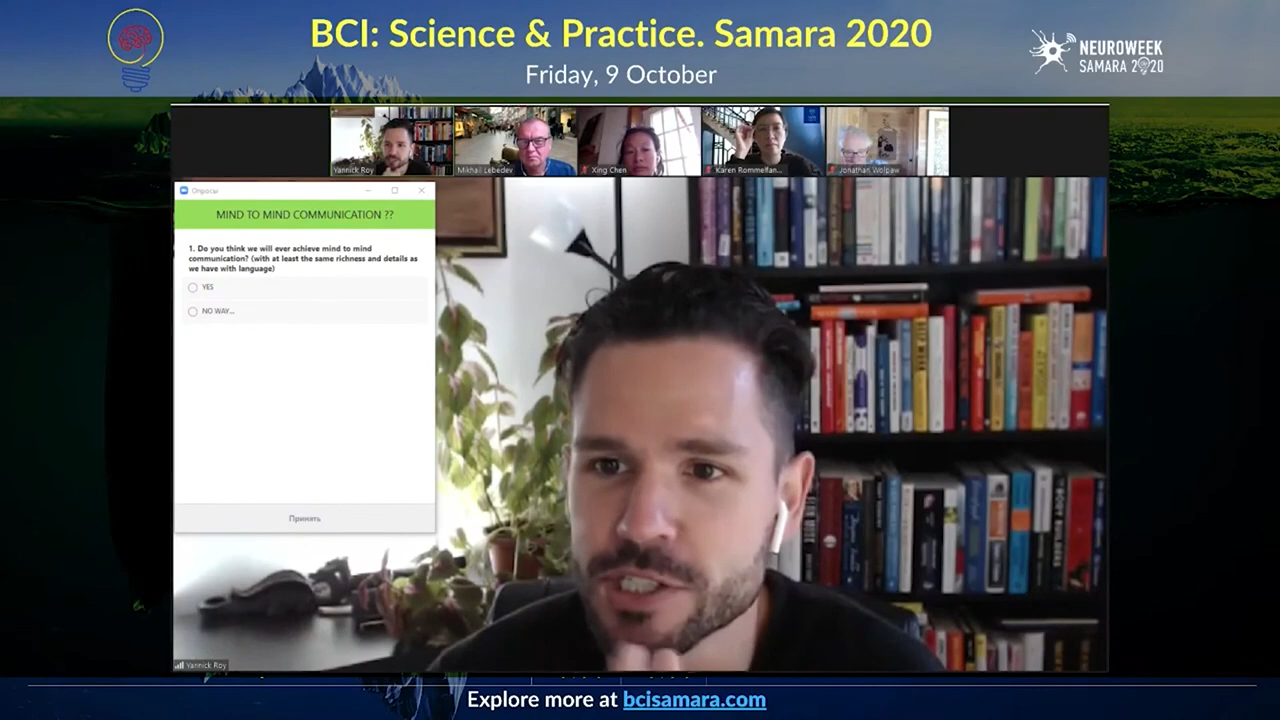 BCI: Science & Practice. Samara 2020
Friday, 9 October
NEUROWEEK
SAMARA 2020
Yannick Roy
Mikhail Lebedev
Xing Chen
Karen Rommelfan...
Jonathan Wolpaw
Опросы
MIND TO MIND COMMUNICATION ??
1. Do you think we will ever achieve mind to mind
communication? (with at least the same richness and details as
we have with language)
YES
NO WAY...
Принять
Yannick Roy
Explore more at bcisamara.com